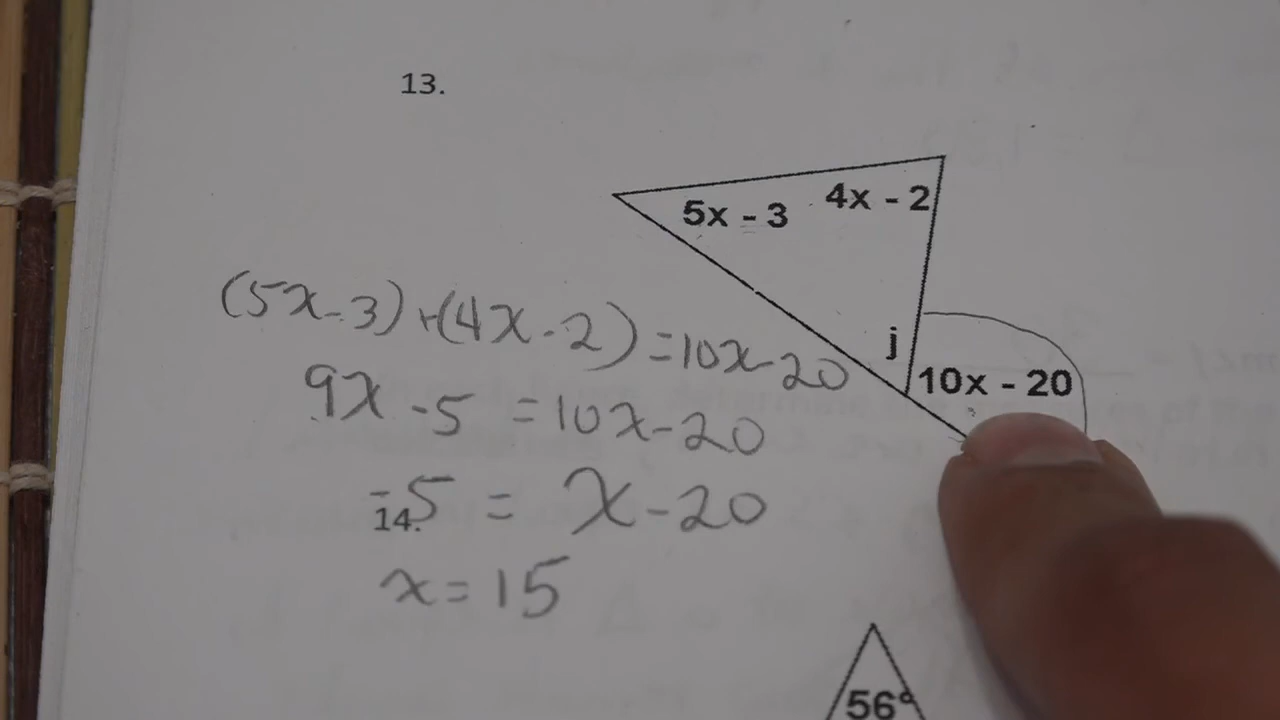 13.
4x - 2
5x - 3
(5x-3)+(4x-2)=10x-20
j
10x - 20
9x -5 =10x-20
-5 = x-20
14.
x=15
56°